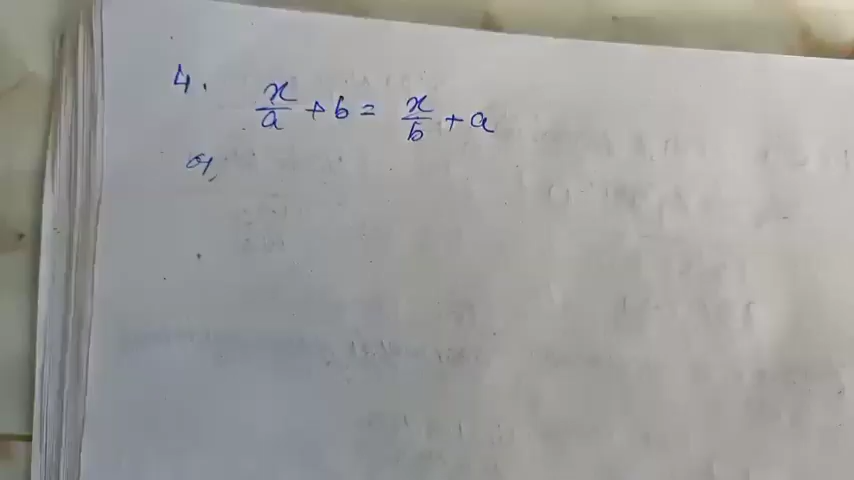 4. x/a + b = x/b + a
or,